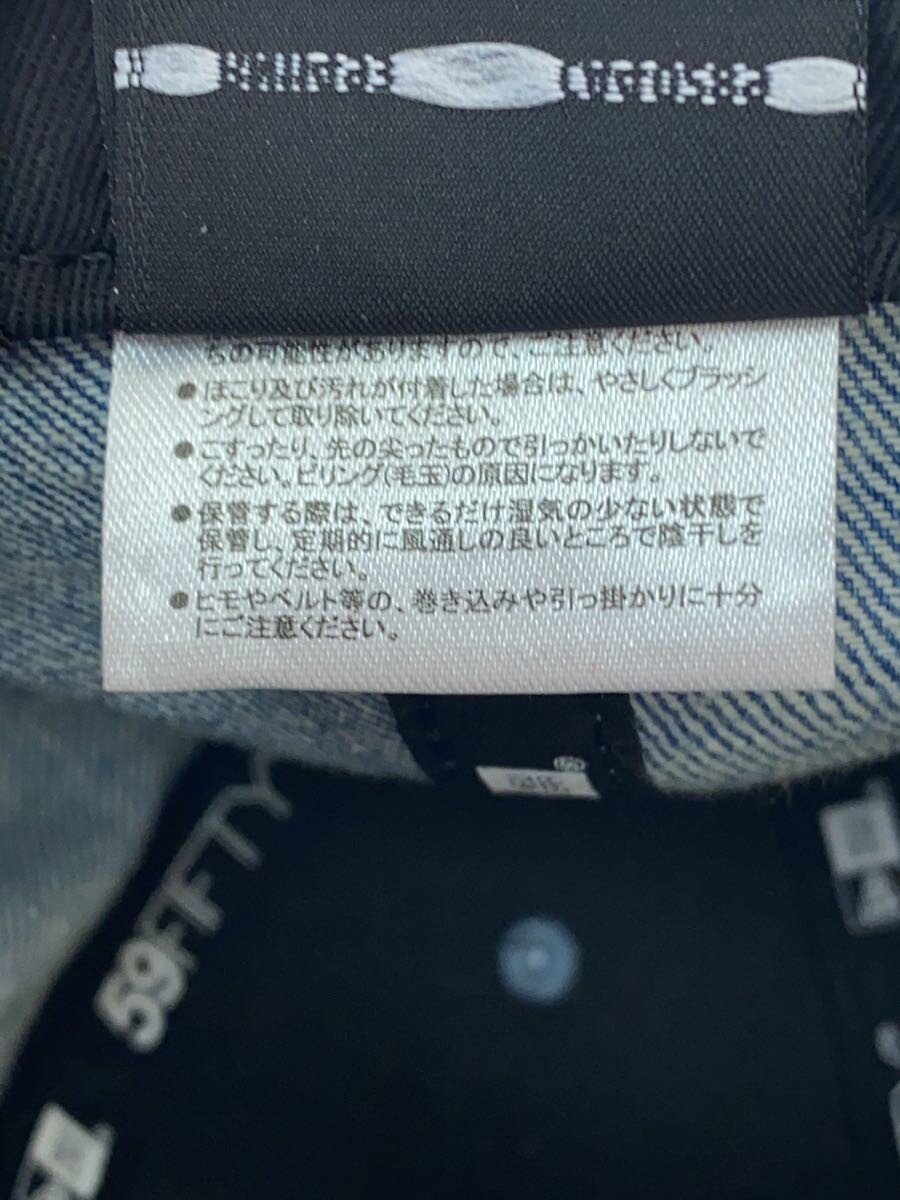 ちの可能性がありますので、ご注意ください。
●ほこり及び汚れが付着した場合は、やさしくブラッシ
ングして取り除いてください。
●こすったり、先の尖ったもので引っかいたりしないで
ください。ピリング(毛玉)の原因になります。
●保管する際は、できるだけ湿気の少ない状態で
保管し、定期的に風通しの良いところで陰干しを
行ってください。
●ヒモやベルト等の、巻き込みや引っ掛かりに十分
にご注意ください。
59FIFTY